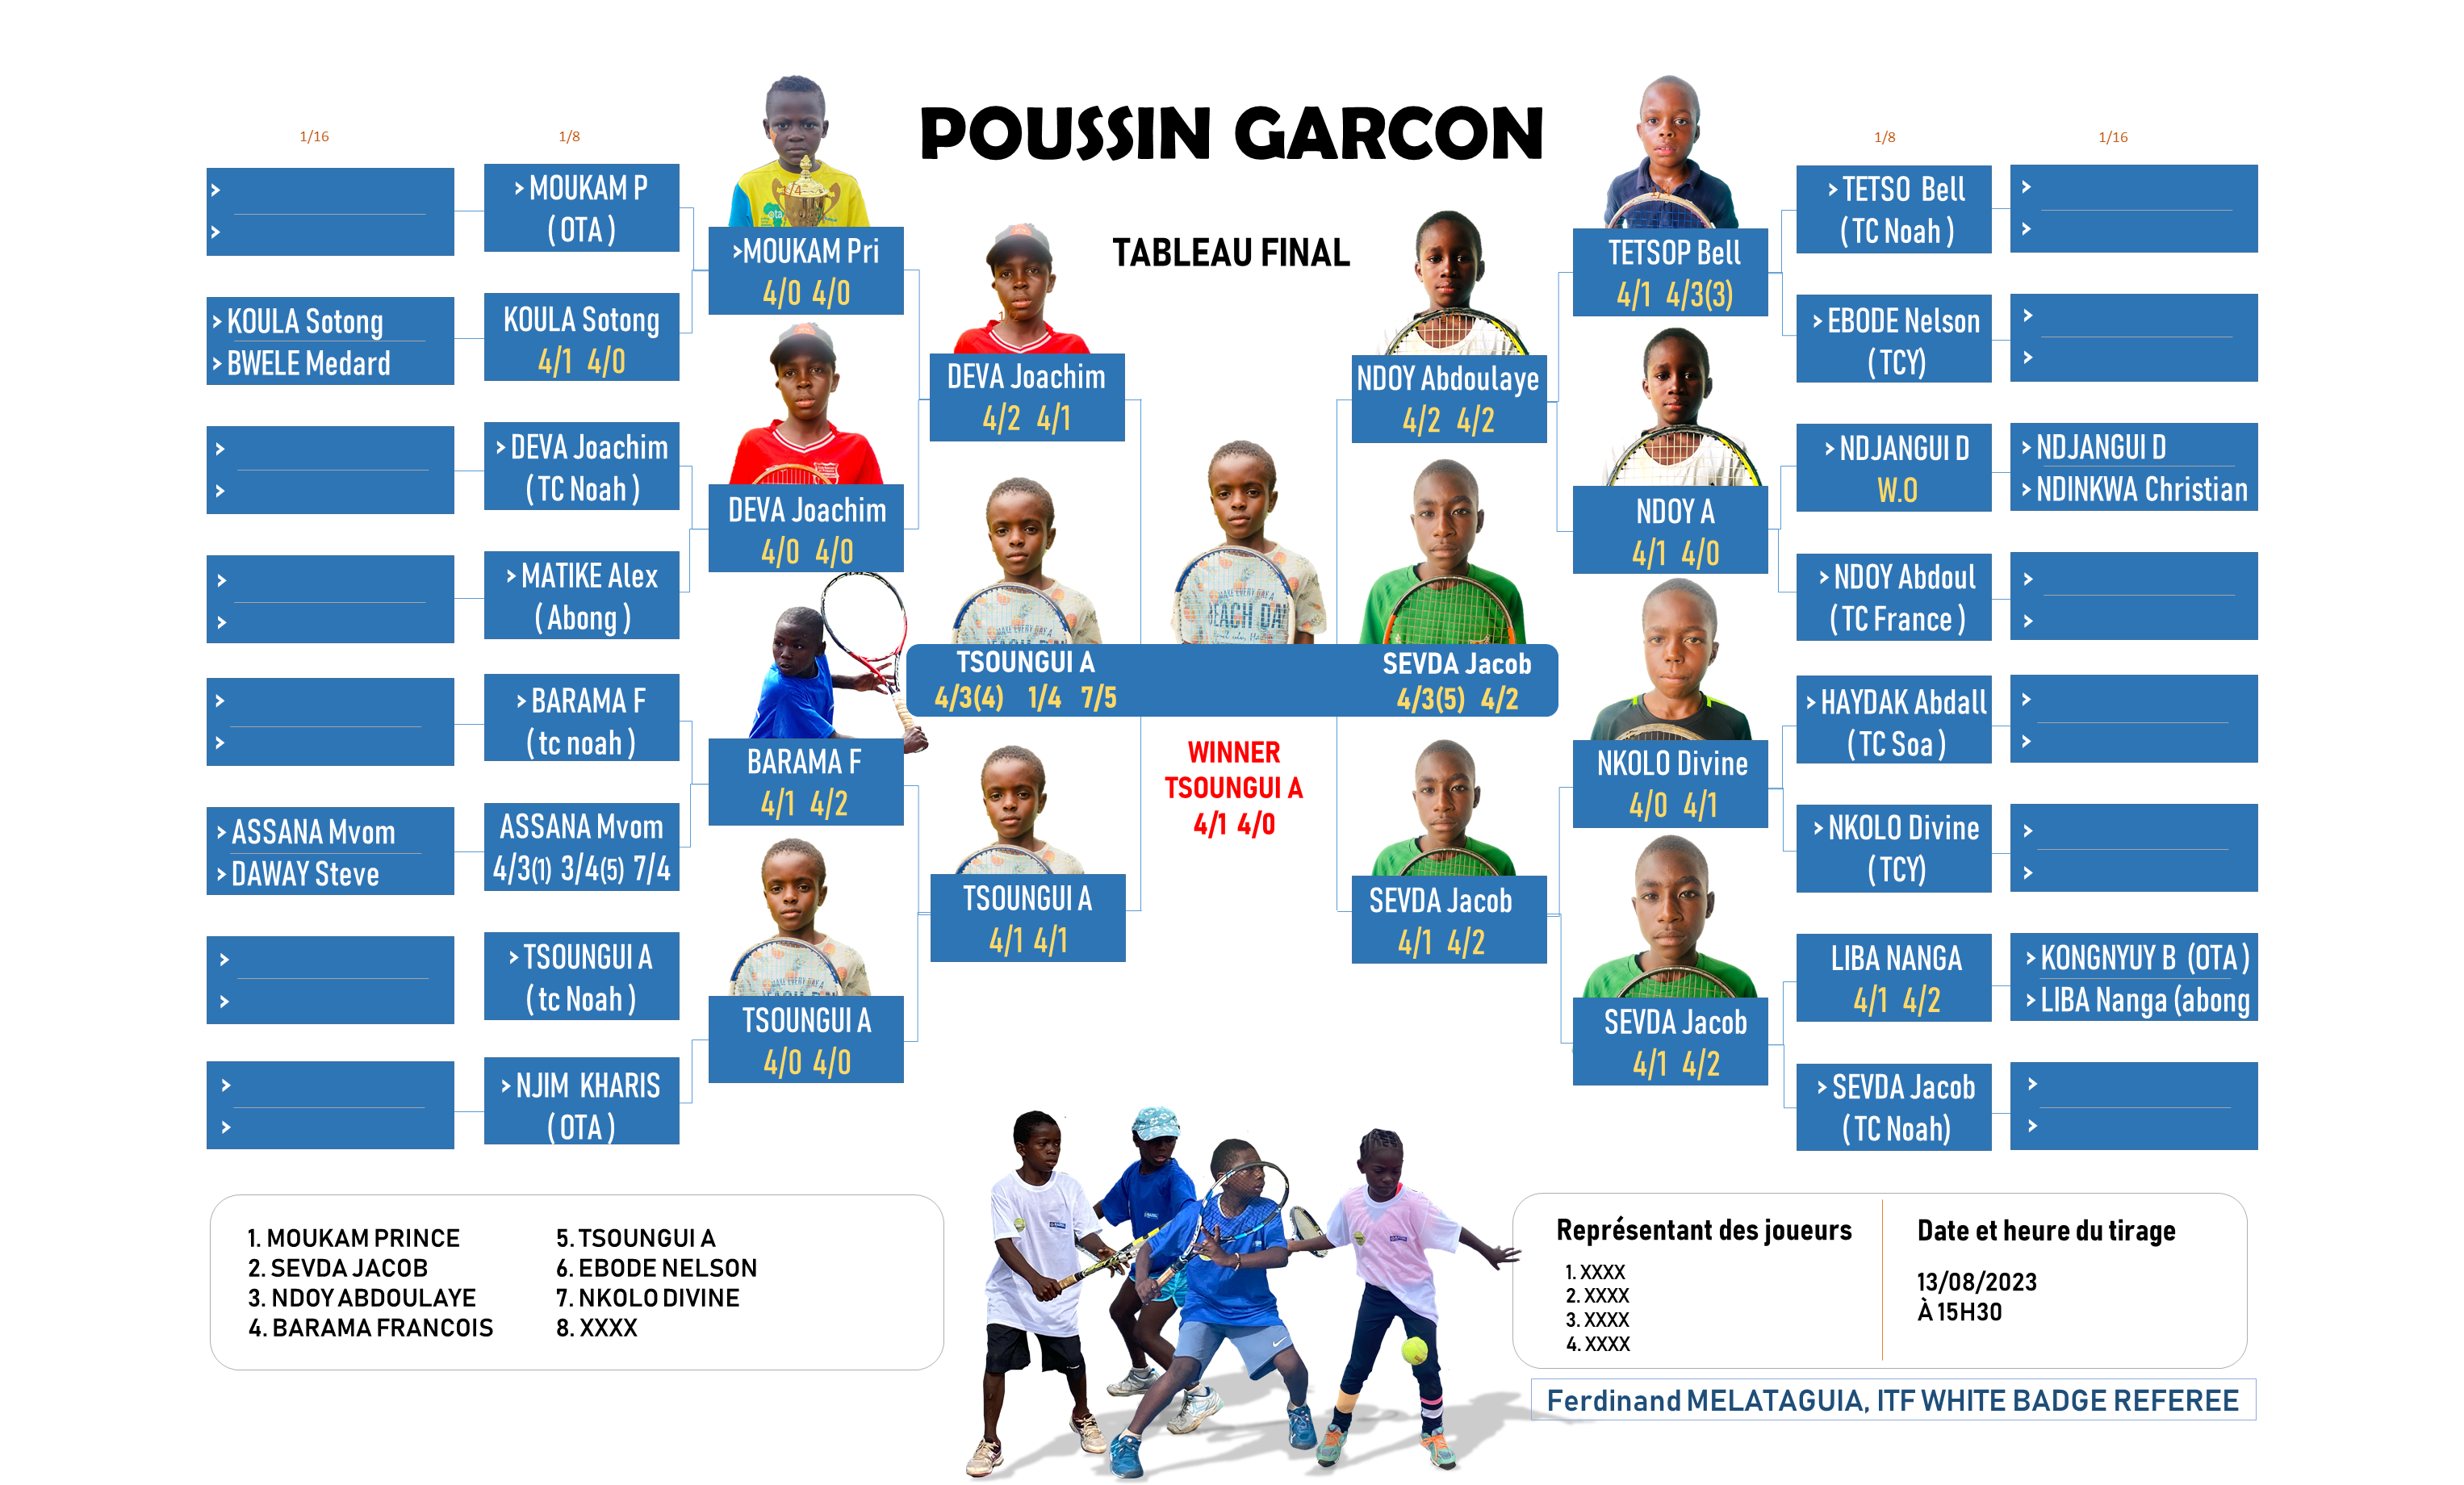 POUSSIN GARCON
TABLEAU FINAL
1/16
1/8
1/4
1/8
1/16
>
>
> KOULA Sotong
> BWELE Medard
>
>
>
>
>
>
> ASSANA Mvom
> DAWAY Steve
>
>
>
>
> MOUKAM P
( OTA )
KOULA Sotong
4/1 4/0
> DEVA Joachim
( TC Noah )
> MATIKE Alex
( Abong )
> BARAMA F
( tc noah )
ASSANA Mvom
4/3(1) 3/4(5) 7/4
> TSOUNGUI A
( tc Noah )
> NJIM KHARIS
( OTA )
>MOUKAM Pri
4/0 4/0
DEVA Joachim
4/0 4/0
BARAMA F
4/1 4/2
TSOUNGUI A
4/0 4/0
DEVA Joachim
4/2 4/1
TSOUNGUI A
4/1 4/1
TSOUNGUI A
4/3(4) 1/4 7/5
SEVDA Jacob
4/3(5) 4/2
WINNER
TSOUNGUI A
4/1 4/0
NDOY Abdoulaye
4/2 4/2
SEVDA Jacob
4/1 4/2
TETSOP Bell
4/1 4/3(3)
NDOY A
4/1 4/0
NKOLO Divine
4/0 4/1
SEVDA Jacob
4/1 4/2
> TETSO Bell
( TC Noah )
> EBODE Nelson
( TCY)
> NDJANGUI D
W.O
> NDOY Abdoul
( TC France )
> HAYDAK Abdall
( TC Soa )
> NKOLO Divine
( TCY)
LIBA NANGA
4/1 4/2
> SEVDA Jacob
( TC Noah)
>
>
>
>
> NDJANGUI D
> NDINKWA Christian
>
>
>
>
>
>
> KONGNYUY B (OTA )
> LIBA Nanga (abong
>
>
1. MOUKAM PRINCE
2. SEVDA JACOB
3. NDOY ABDOULAYE
4. BARAMA FRANCOIS
5. TSOUNGUI A
6. EBODE NELSON
7. NKOLO DIVINE
8. XXXX
Représentant des joueurs
1. XXXX
2. XXXX
3. XXXX
4. XXXX
Date et heure du tirage
13/08/2023
À 15H30
Ferdinand MELATAGUIA, ITF WHITE BADGE REFEREE